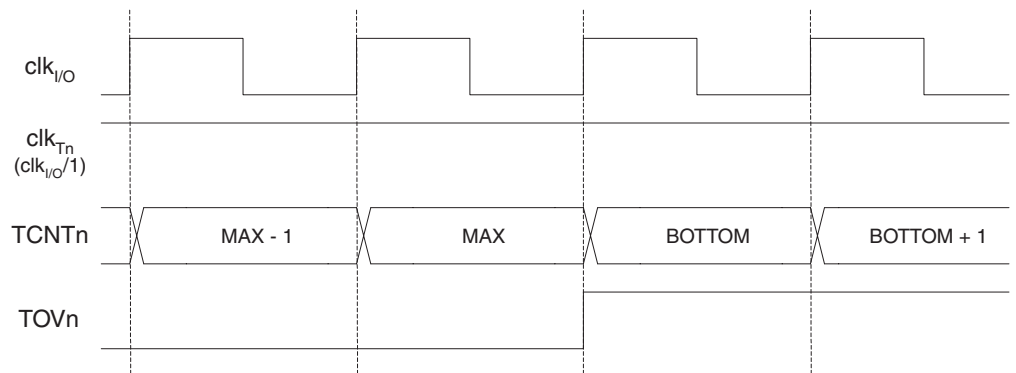 clkI/O
clkTn
(clkI/O/1)
TCNTn
MAX - 1
MAX
BOTTOM
BOTTOM + 1
TOVn